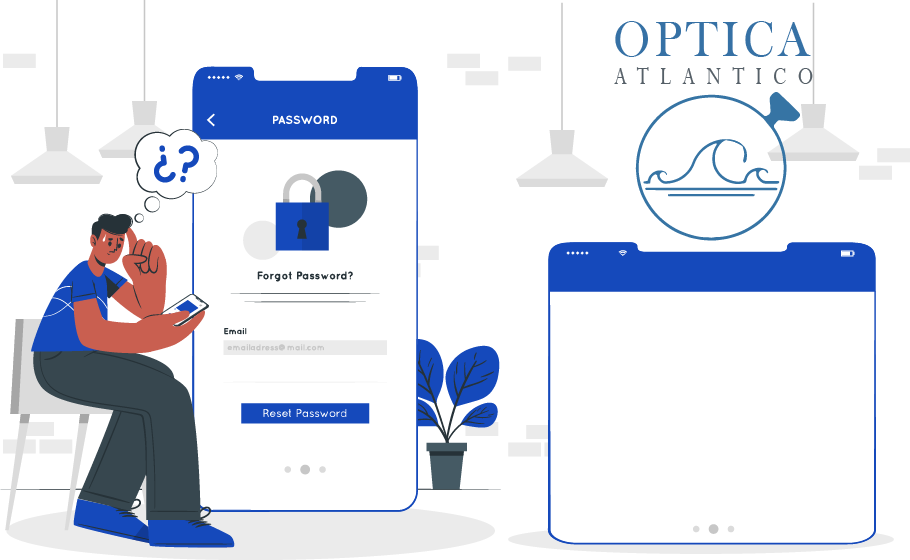 OPTICA
ATLANTICO
PASSWORD
¿?
Forgot Password?
Email
emailadress@mail.com
Reset Password